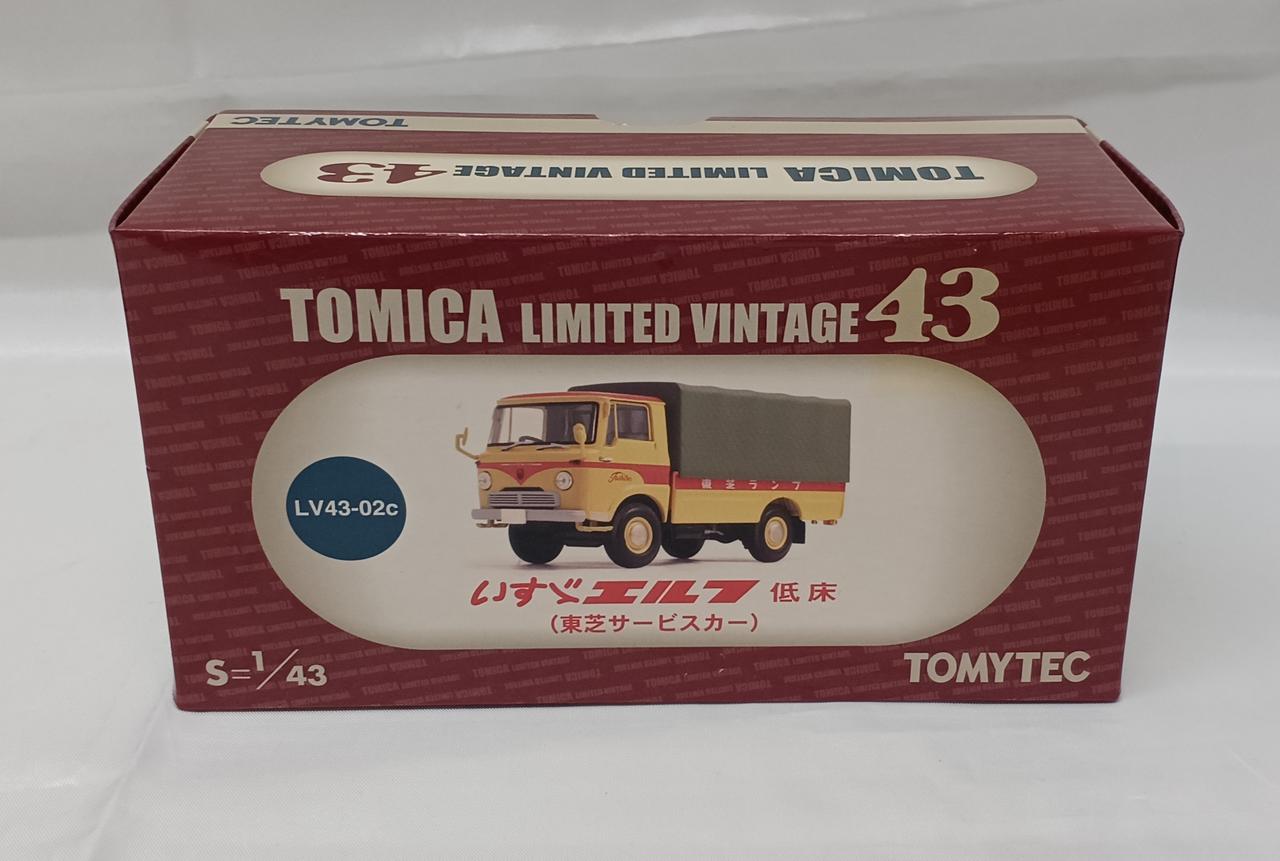 TOMYTEC
TOMICA LIMITED VINTAGE 43
TOMICA LIMITED VINTAGE 43
LV43-02c
Toshiba
東芝ランプ
いすゞエルフ 低床
(東芝サービスカー)
S=1/43
TOMYTEC